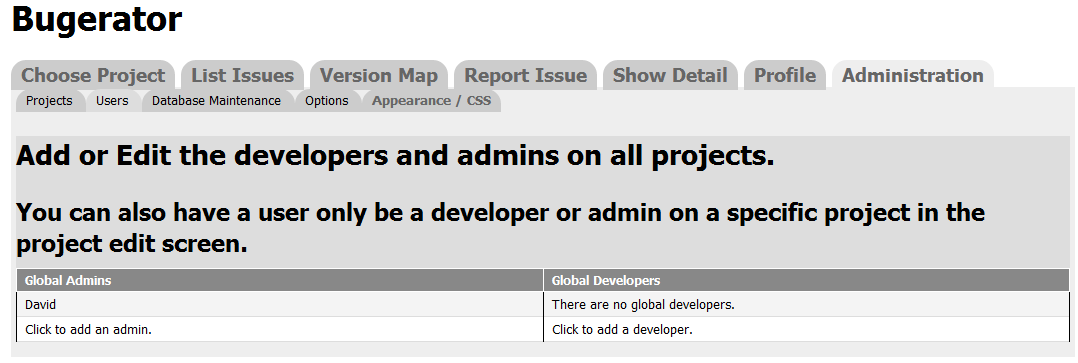 Bugerator
Choose Project List Issues Version Map Report Issue Show Detail Profile Administration
Projects Users Database Maintenance Options Appearance / CSS
Add or Edit the developers and admins on all projects.
You can also have a user only be a developer or admin on a specific project in the
project edit screen.
Global Admins Global Developers
David There are no global developers.
Click to add an admin. Click to add a developer.